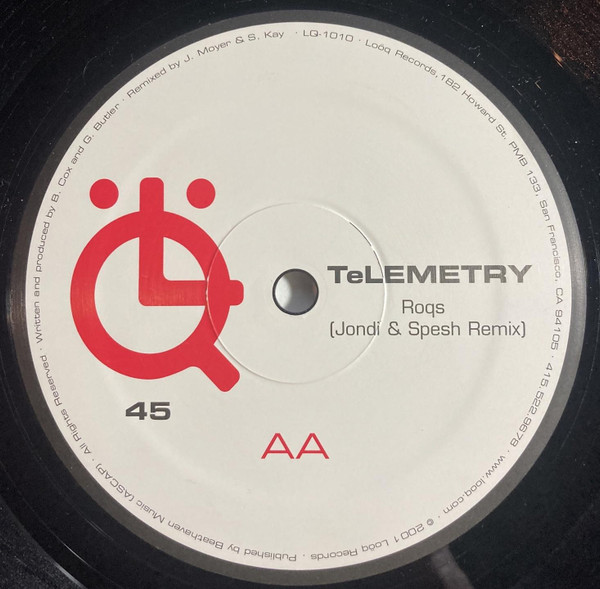 TeLEMETRY
Roqs
(Jondi & Spesh Remix)
45
AA
Written and produced by B. Cox and G. Butler · Remixed by J. Moyer & S. Kay · LQ-1010 · Loöq Records, 182 Howard St. PMB 133, San Francisco, CA 94105 · 415.522.9678 · www.looq.com · ℗ 2001 Loöq Records · Published by Beathaven Music (ASCAP) · All Rights Reserved ·